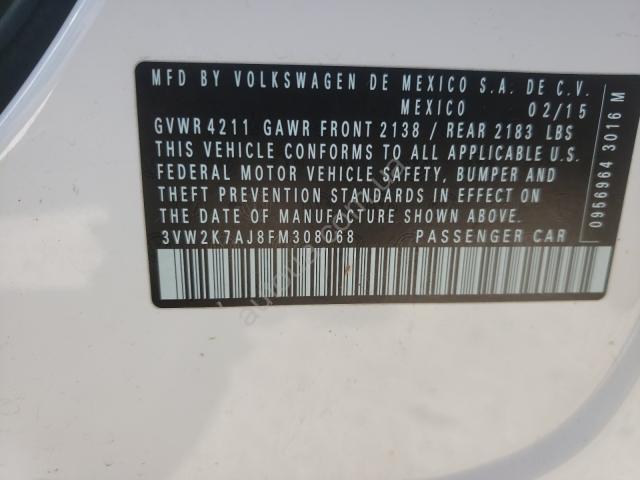 MFD BY VOLKSWAGEN DE MEXICO S.A. DE C.V.
MEXICO 02/15
GVWR 4211 GAWR FRONT 2138 / REAR 2183 LBS
THIS VEHICLE CONFORMS TO ALL APPLICABLE U.S.
FEDERAL MOTOR VEHICLE SAFETY, BUMPER AND
THEFT PREVENTION STANDARDS IN EFFECT ON
THE DATE OF MANUFACTURE SHOWN ABOVE.
3VW2K7AJ8FM308068 PASSENGER CAR
0956964 3016 M